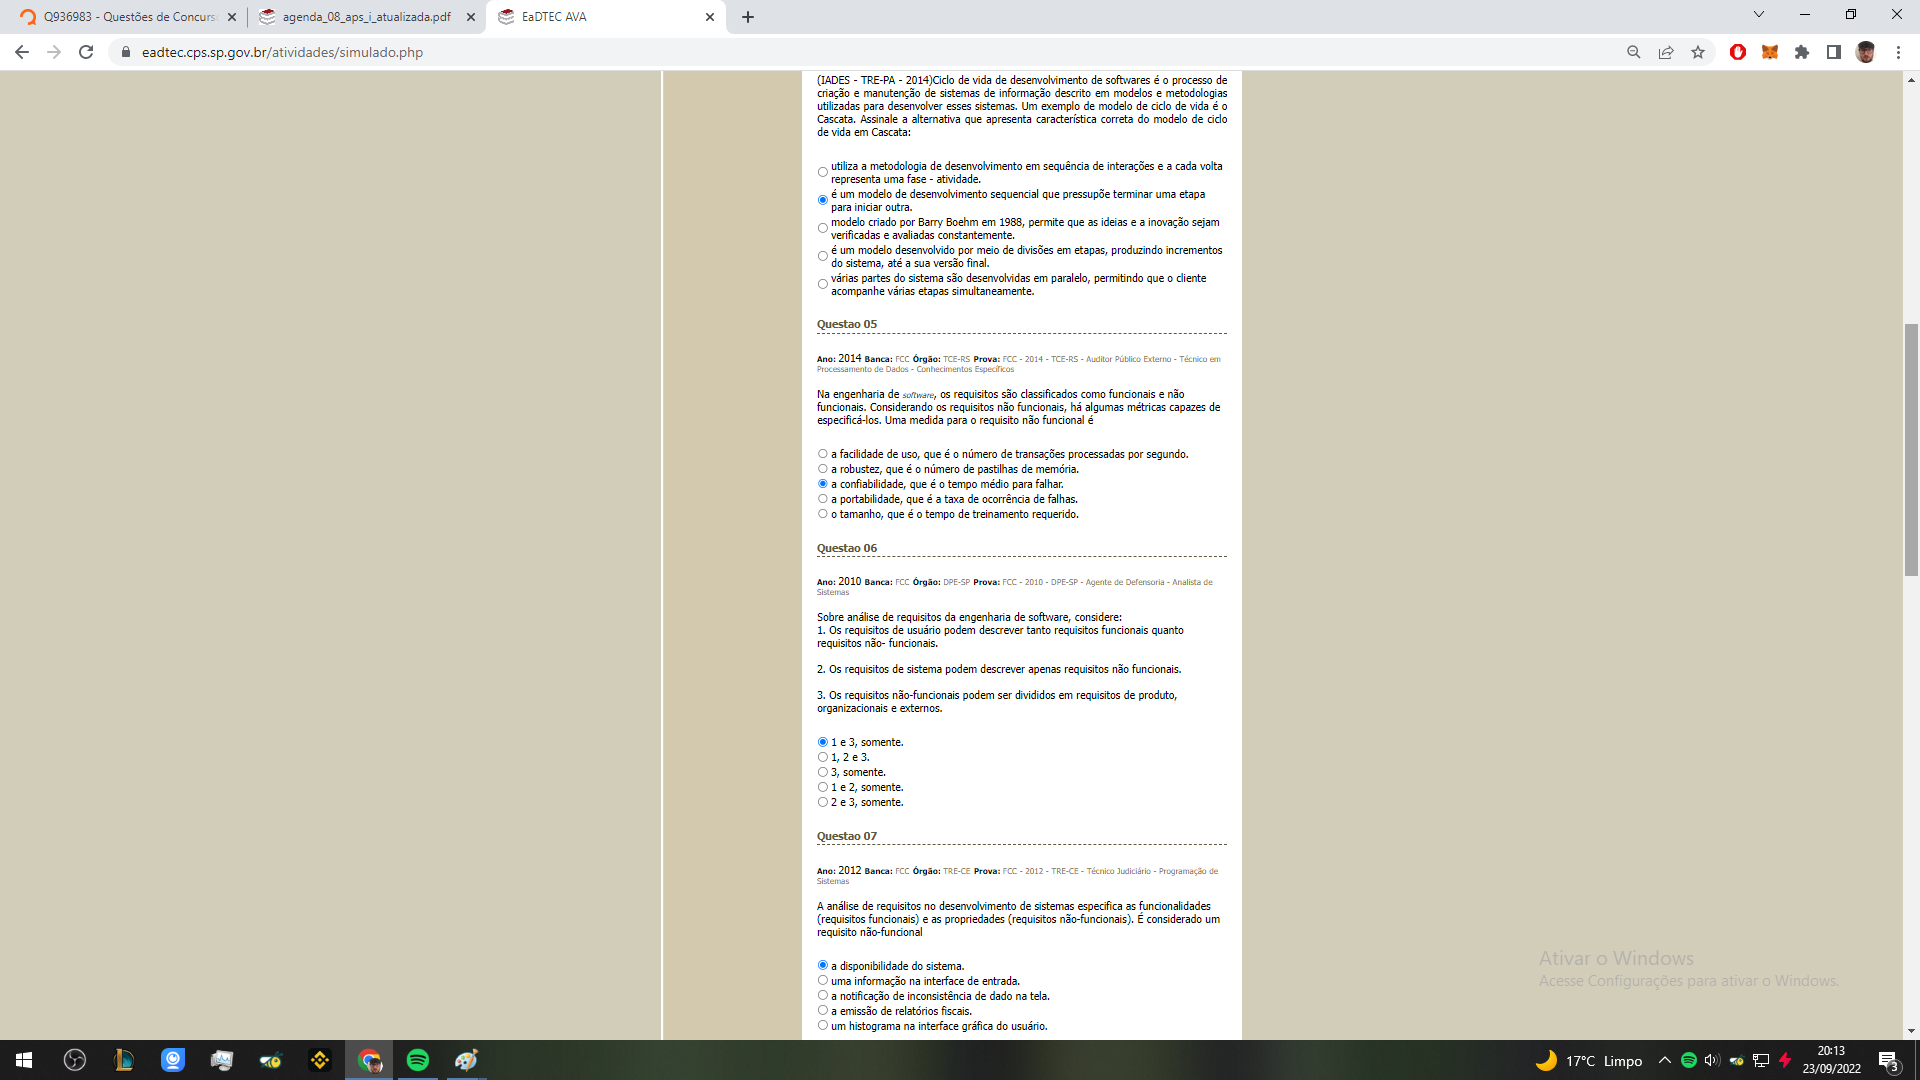 Q936983 - Questões de Concurs
agenda_08_aps_i_atualizada.pdf
EaDTEC AVA
eadtec.cps.sp.gov.br/atividades/simulado.php
(IADES - TRE-PA - 2014)Ciclo de vida de desenvolvimento de softwares é o processo de
criação e manutenção de sistemas de informação descrito em modelos e metodologias
utilizadas para desenvolver esses sistemas. Um exemplo de modelo de ciclo de vida é o
Cascata. Assinale a alternativa que apresenta característica correta do modelo de ciclo
de vida em Cascata:
utiliza a metodologia de desenvolvimento em sequência de interações e a cada volta
representa uma fase - atividade.
é um modelo de desenvolvimento sequencial que pressupõe terminar uma etapa
para iniciar outra.
modelo criado por Barry Boehm em 1988, permite que as ideias e a inovação sejam
verificadas e avaliadas constantemente.
é um modelo desenvolvido por meio de divisões em etapas, produzindo incrementos
do sistema, até a sua versão final.
várias partes do sistema são desenvolvidas em paralelo, permitindo que o cliente
acompanhe várias etapas simultaneamente.
Questao 05
Ano: 2014 Banca: FCC Órgão: TCE-RS Prova: FCC - 2014 - TCE-RS - Auditor Público Externo - Técnico em
Processamento de Dados - Conhecimentos Específicos
Na engenharia de software, os requisitos são classificados como funcionais e não
funcionais. Considerando os requisitos não funcionais, há algumas métricas capazes de
especificá-los. Uma medida para o requisito não funcional é
a facilidade de uso, que é o número de transações processadas por segundo.
a robustez, que é o número de pastilhas de memória.
a confiabilidade, que é o tempo médio para falhar.
a portabilidade, que é a taxa de ocorrência de falhas.
o tamanho, que é o tempo de treinamento requerido.
Questao 06
Ano: 2010 Banca: FCC Órgão: DPE-SP Prova: FCC - 2010 - DPE-SP - Agente de Defensoria - Analista de
Sistemas
Sobre análise de requisitos da engenharia de software, considere:
1. Os requisitos de usuário podem descrever tanto requisitos funcionais quanto
requisitos não- funcionais.
2. Os requisitos de sistema podem descrever apenas requisitos não funcionais.
3. Os requisitos não-funcionais podem ser divididos em requisitos de produto,
organizacionais e externos.
1 e 3, somente.
1, 2 e 3.
3, somente.
1 e 2, somente.
2 e 3, somente.
Questao 07
Ano: 2012 Banca: FCC Órgão: TRE-CE Prova: FCC - 2012 - TRE-CE - Técnico Judiciário - Programação de
Sistemas
A análise de requisitos no desenvolvimento de sistemas especifica as funcionalidades
(requisitos funcionais) e as propriedades (requisitos não-funcionais). É considerado um
requisito não-funcional
a disponibilidade do sistema.
uma informação na interface de entrada.
a notificação de inconsistência de dado na tela.
a emissão de relatórios fiscais.
um histograma na interface gráfica do usuário.
Ativar o Windows
Acesse Configurações para ativar o Windows.
17°C Limpo
20:13
23/09/2022
3